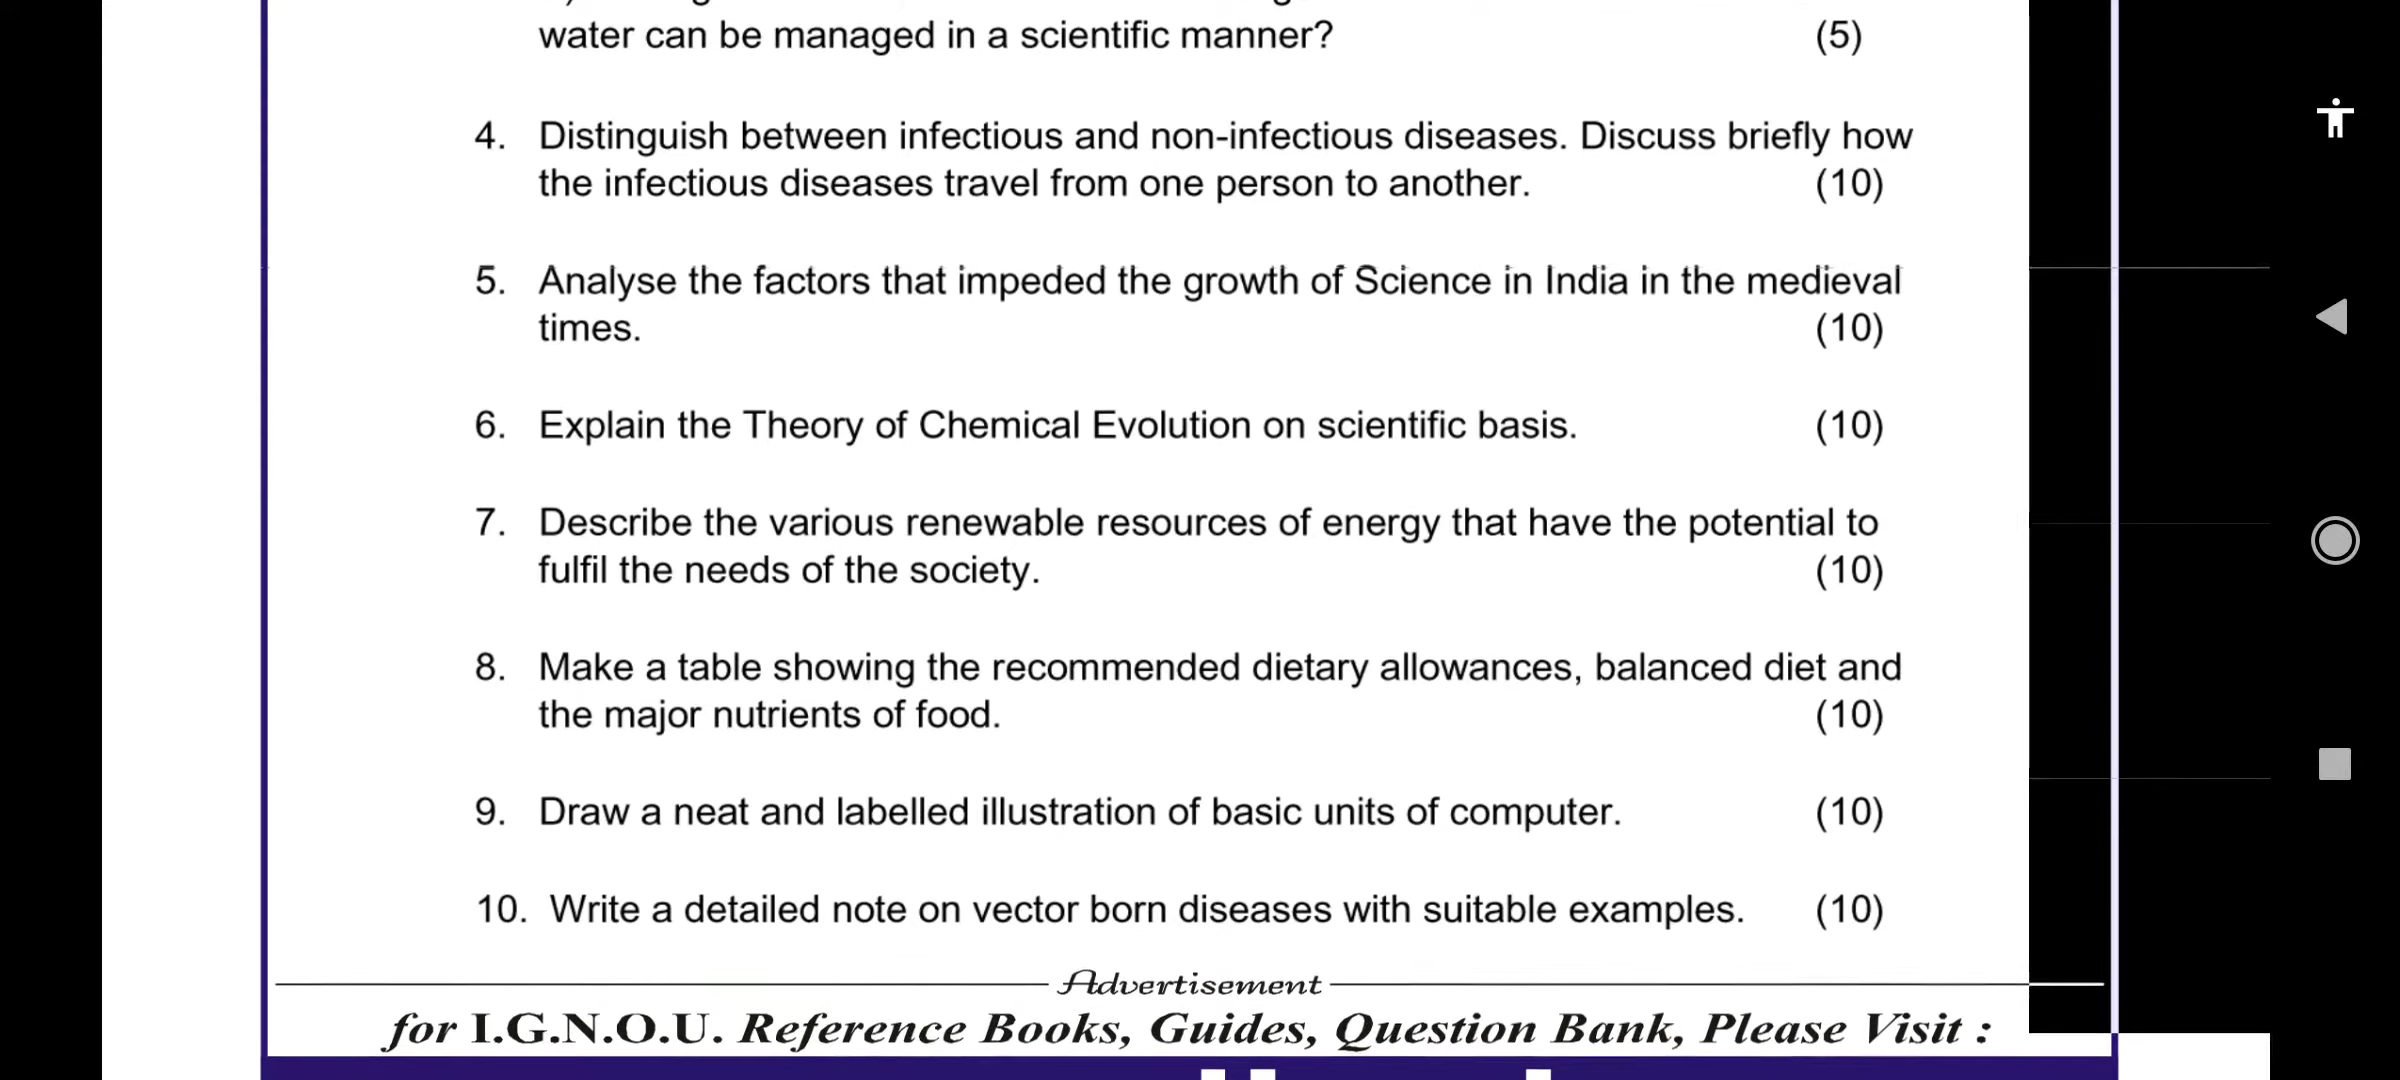 water can be managed in a scientific manner? (5)
4. Distinguish between infectious and non-infectious diseases. Discuss briefly how
the infectious diseases travel from one person to another. (10)
5. Analyse the factors that impeded the growth of Science in India in the medieval
times. (10)
6. Explain the Theory of Chemical Evolution on scientific basis. (10)
7. Describe the various renewable resources of energy that have the potential to
fulfil the needs of the society. (10)
8. Make a table showing the recommended dietary allowances, balanced diet and
the major nutrients of food. (10)
9. Draw a neat and labelled illustration of basic units of computer. (10)
10. Write a detailed note on vector born diseases with suitable examples. (10)
Advertisement
for I.G.N.O.U. Reference Books, Guides, Question Bank, Please Visit :